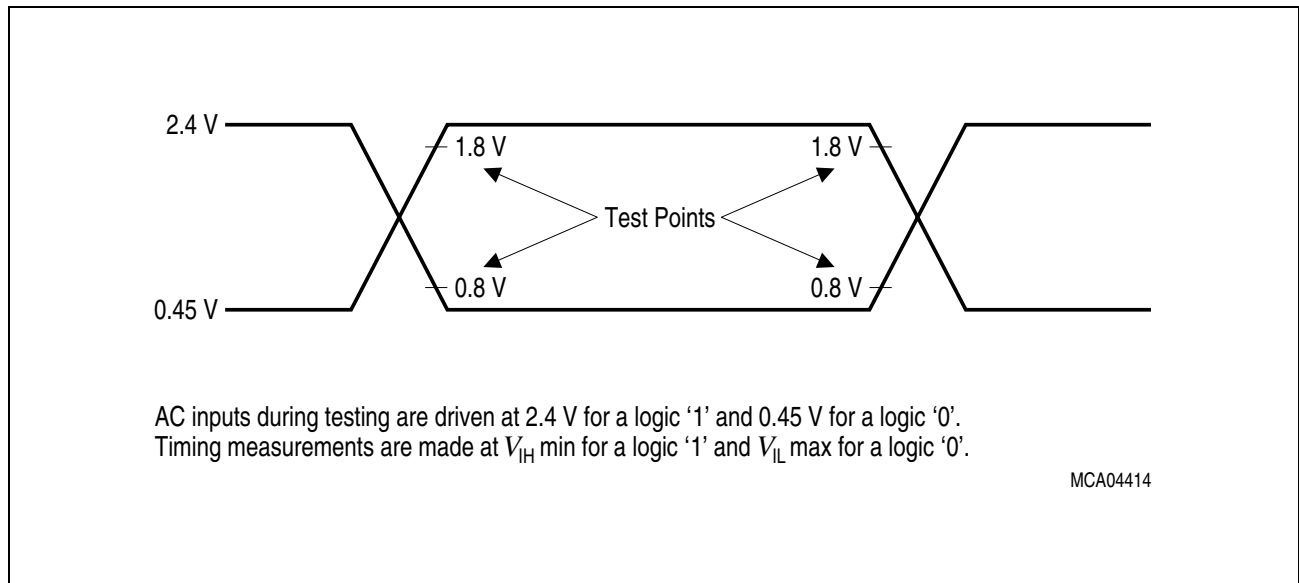 2.4 V
1.8 V
1.8 V
Test Points
0.8 V
0.8 V
0.45 V
AC inputs during testing are driven at 2.4 V for a logic ‘1’ and 0.45 V for a logic ‘0’.
Timing measurements are made at VIH min for a logic ‘1’ and VIL max for a logic ‘0’.
MCA04414